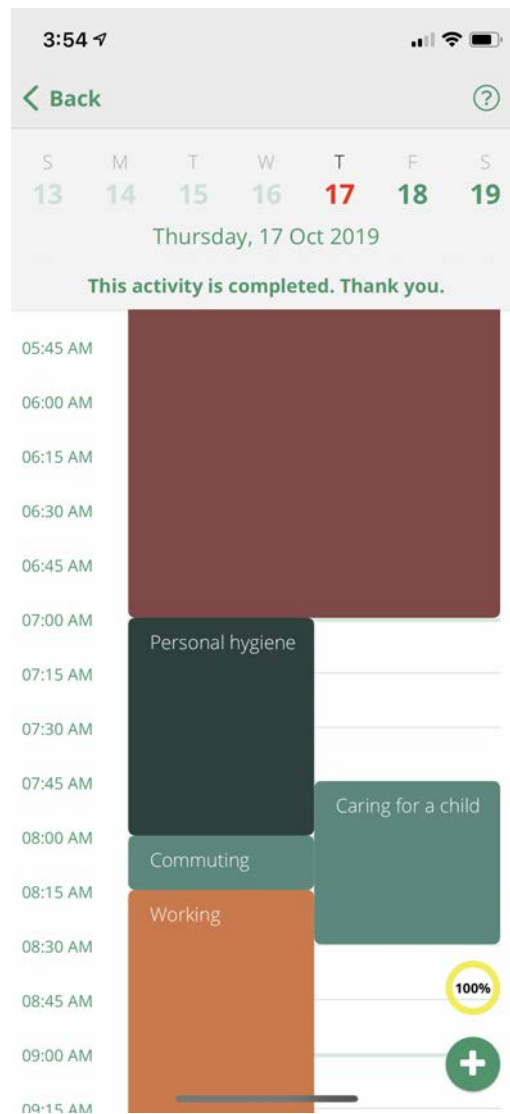 3:54
Back
?
S M T W T F S
13 14 15 16 17 18 19
Thursday, 17 Oct 2019
This activity is completed. Thank you.
05:45 AM
06:00 AM
06:15 AM
06:30 AM
06:45 AM
07:00 AM
Personal hygiene
07:15 AM
07:30 AM
07:45 AM
Caring for a child
08:00 AM
Commuting
08:15 AM
Working
08:30 AM
100%
08:45 AM
09:00 AM
09:15 AM